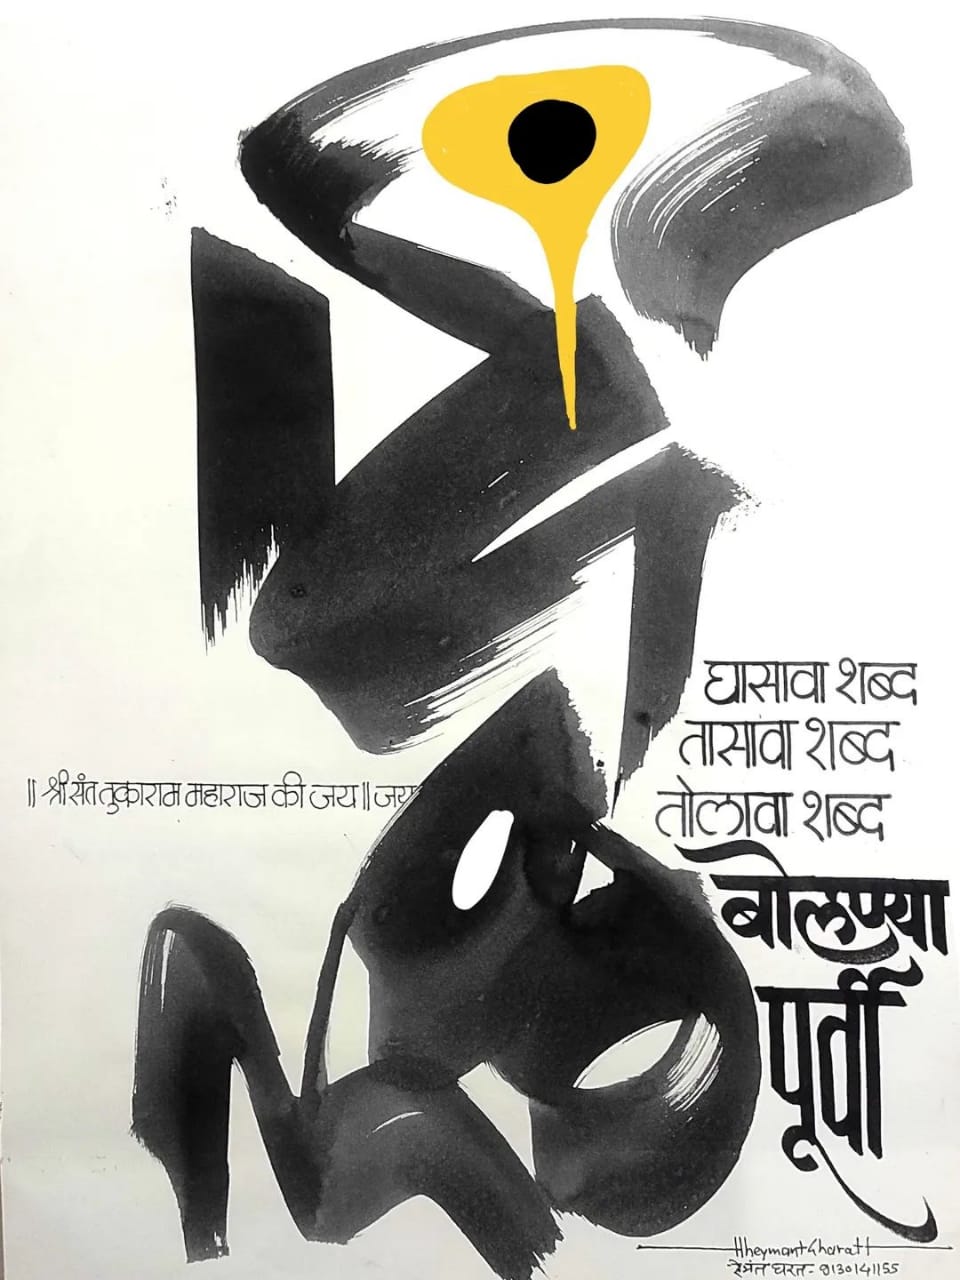 घासावा शब्द
तासावा शब्द
तोलावा शब्द
॥ श्री संत तुकाराम महाराज की जय ॥ जय
बोलण्या
पूर्वी
Hheymant Gharatt
हेमंत घरत - 9130141155